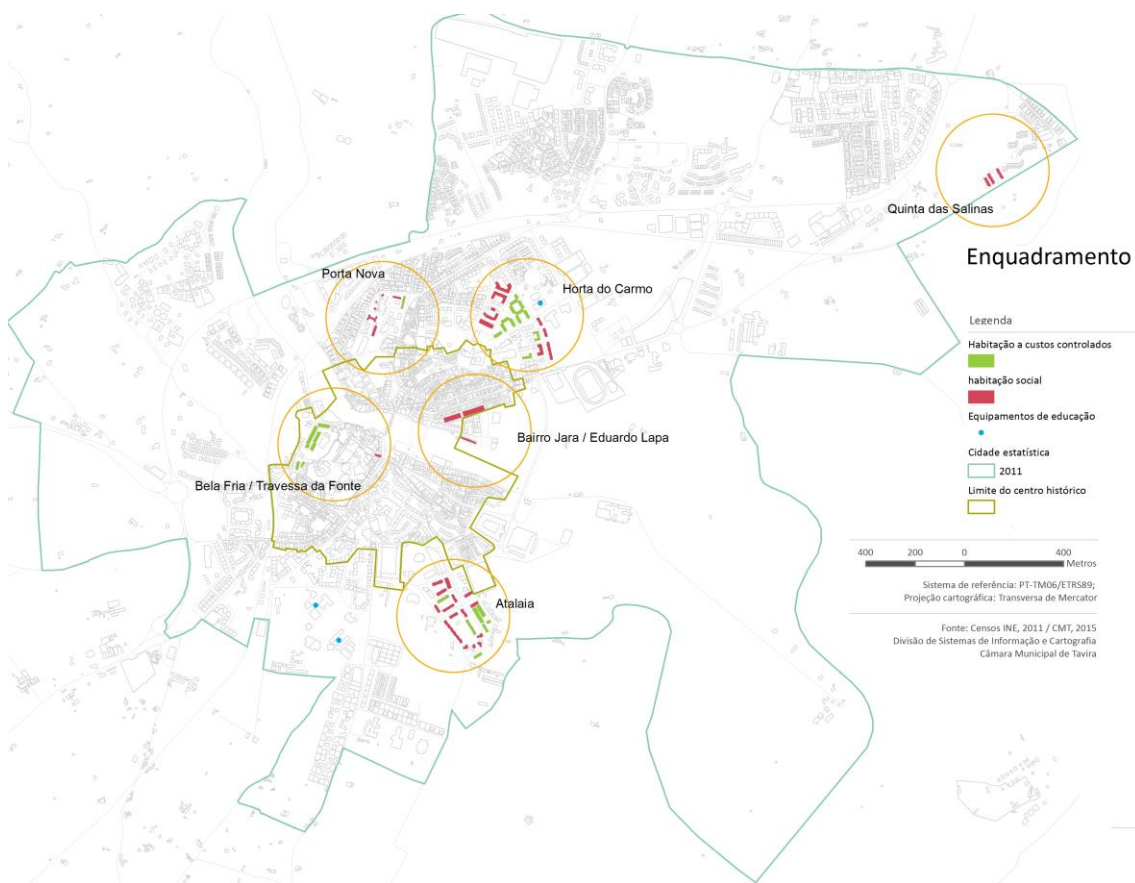 Quinta das Salinas
Porta Nova
Horta do Carmo
Bairro Jara / Eduardo Lapa
Bela Fria / Travessa da Fonte
Atalaia
Enquadramento
Legenda
Habitação a custos controlados
habitação social
Equipamentos de educação
Cidade estatística
2011
Limite do centro histórico
400 200 0 400
Metros
Sistema de referência: PT-TM06/ETRS89;
Projeção cartográfica: Transversa de Mercator
Fonte: Censos INE, 2011 / CMT, 2015
Divisão de Sistemas de Informação e Cartografia
Câmara Municipal de Tavira